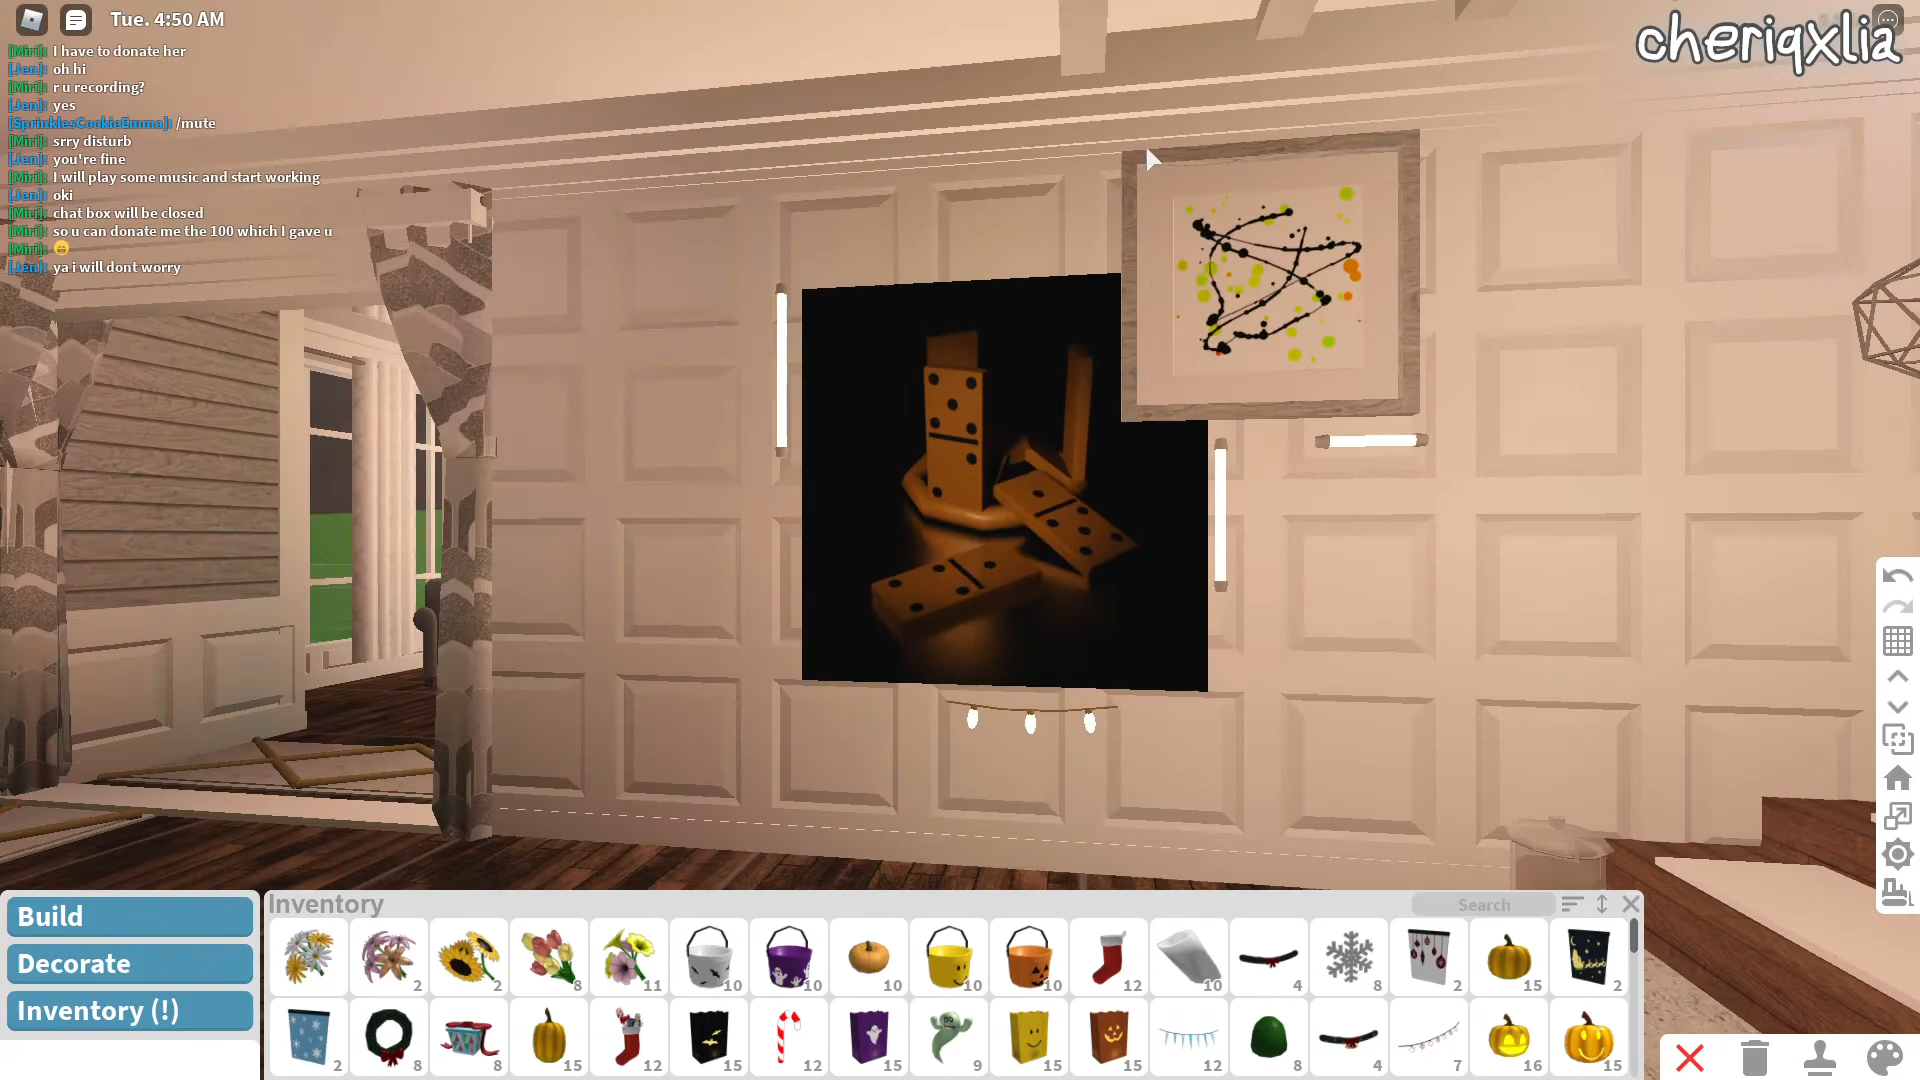 Tue. 4:50 AM
cheriqxlia
[Miri]: I have to donate her
[Jen]: oh hi
[Miri]: r u recording?
[Jen]: yes
[SprinklesCookieEmma]: /mute
[Miri]: srry disturb
[Jen]: you're fine
[Miri]: I will play some music and start working
[Jen]: oki
[Miri]: chat box will be closed
[Miri]: so u can donate me the 100 which I gave u
[Miri]: 😄
[Jen]: ya i will dont worry
Build
Decorate
Inventory (!)
Inventory
Search
2 2 8 11 10 10 10 10 10 12 10 4 8 2 15 2
2 8 8 15 12 15 12 15 9 15 15 12 8 4 7 16 15